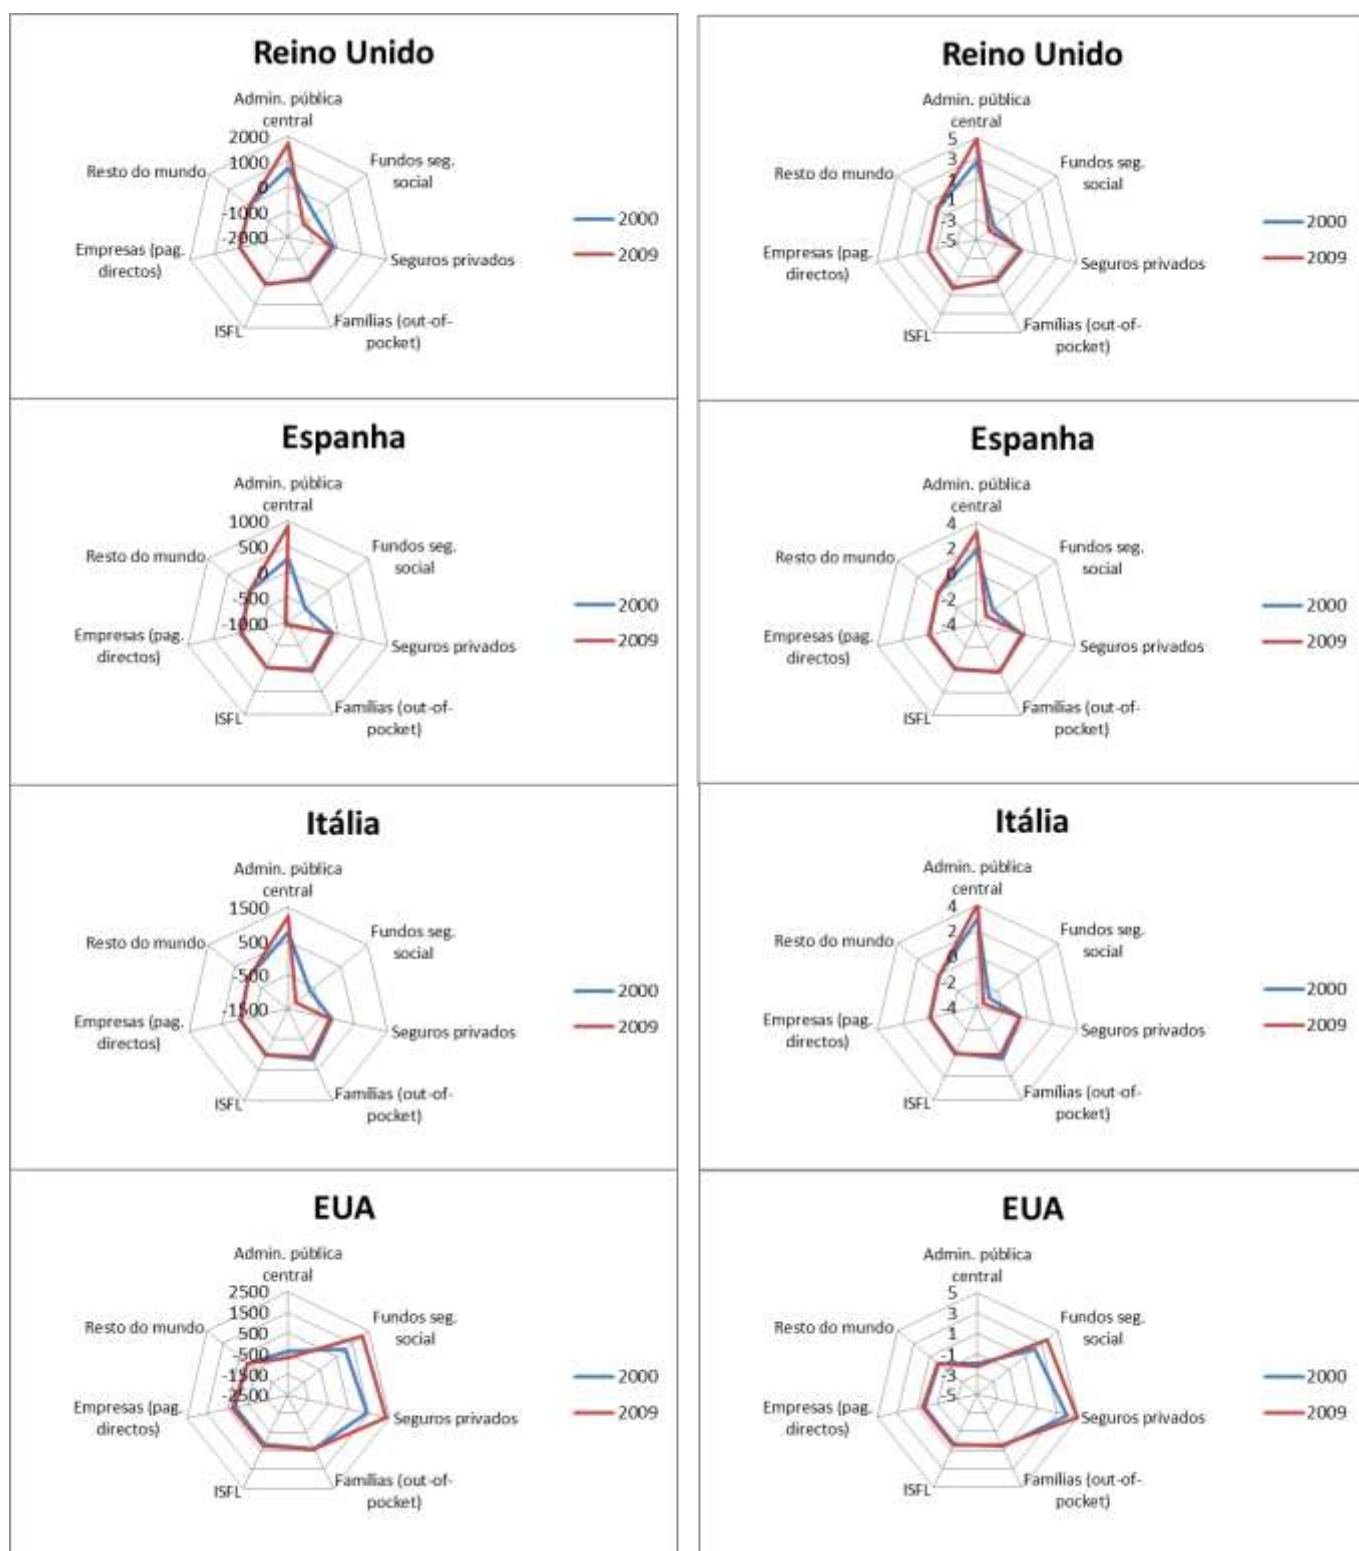 Reino Unido
Admin. pública
central
2000
1000
0
-1000
-2000
Fundos seg.
social
Resto do mundo
Empresas (pag.
directos)
Seguros privados
ISFL
Famílias (out-of-
pocket)
2000
2009
Reino Unido
Admin. pública
central
5
3
1
-1
-3
-5
Fundos seg.
social
Resto do mundo
Empresas (pag.
directos)
Seguros privados
ISFL
Famílias (out-of-
pocket)
2000
2009
Espanha
Admin. pública
central
1000
500
0
-500
-1000
Fundos seg.
social
Resto do mundo
Empresas (pag.
directos)
Seguros privados
ISFL
Famílias (out-of-
pocket)
2000
2009
Espanha
Admin. pública
central
4
2
0
-2
-4
Fundos seg.
social
Resto do mundo
Empresas (pag.
directos)
Seguros privados
ISFL
Famílias (out-of-
pocket)
2000
2009
Itália
Admin. pública
central
1500
500
-500
-1500
Fundos seg.
social
Resto do mundo
Empresas (pag.
directos)
Seguros privados
ISFL
Famílias (out-of-
pocket)
2000
2009
Itália
Admin. pública
central
4
2
0
-2
-4
Fundos seg.
social
Resto do mundo
Empresas (pag.
directos)
Seguros privados
ISFL
Famílias (out-of-
pocket)
2000
2009
EUA
Admin. pública
central
2500
1500
500
-500
-1500
-2500
Fundos seg.
social
Resto do mundo
Empresas (pag.
directos)
Seguros privados
ISFL
Famílias (out-of-
pocket)
2000
2009
EUA
Admin. pública
central
5
3
1
-1
-3
-5
Fundos seg.
social
Resto do mundo
Empresas (pag.
directos)
Seguros privados
ISFL
Famílias (out-of-
pocket)
2000
2009